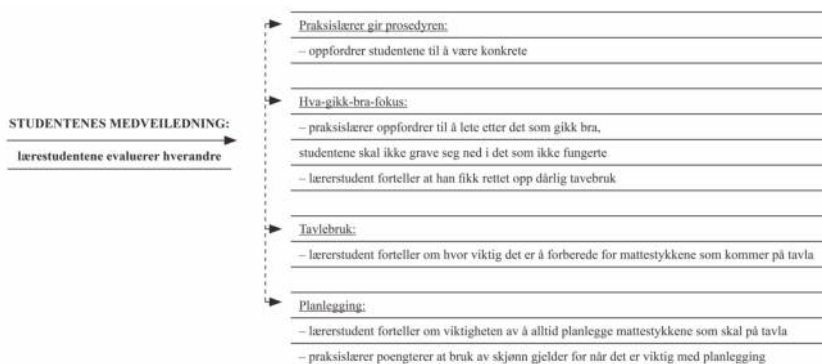 STUDENTENES MEDVEILEDNING:
lærestudentene evaluerer hverandre
Praksislærer gir prosedyren:
– oppfordrer studentene til å være konkrete
Hva-gikk-bra-fokus:
– praksislærer oppfordrer til å lete etter det som gikk bra,
studentene skal ikke grave seg ned i det som ikke fungerte
– lærerstudent forteller at han fikk rettet opp dårlig tavebruk
Tavlebruk:
– lærerstudent forteller om hvor viktig det er å forberede for mattestykkene som kommer på tavla
Planlegging:
– lærerstudent forteller om viktigheten av å alltid planlegge mattestykkene som skal på tavla
– praksislærer poengterer at bruk av skjønn gjelder for når det er viktig med planlegging